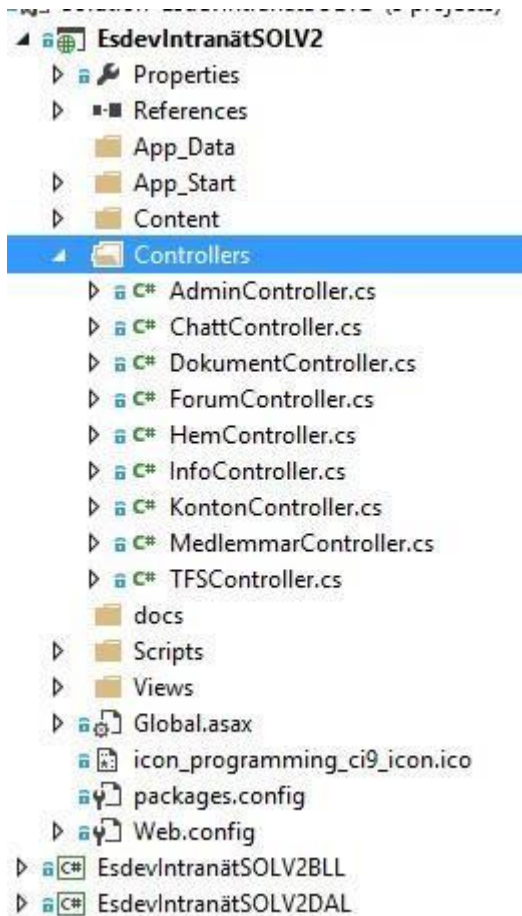 EsdevIntranätSOLV2
Properties
References
App_Data
App_Start
Content
Controllers
C# AdminController.cs
C# ChattController.cs
C# DokumentController.cs
C# ForumController.cs
C# HemController.cs
C# InfoController.cs
C# KontonController.cs
C# MedlemmarController.cs
C# TFSController.cs
docs
Scripts
Views
Global.asax
icon_programming_ci9_icon.ico
packages.config
Web.config
C# EsdevIntranätSOLV2BLL
C# EsdevIntranätSOLV2DAL